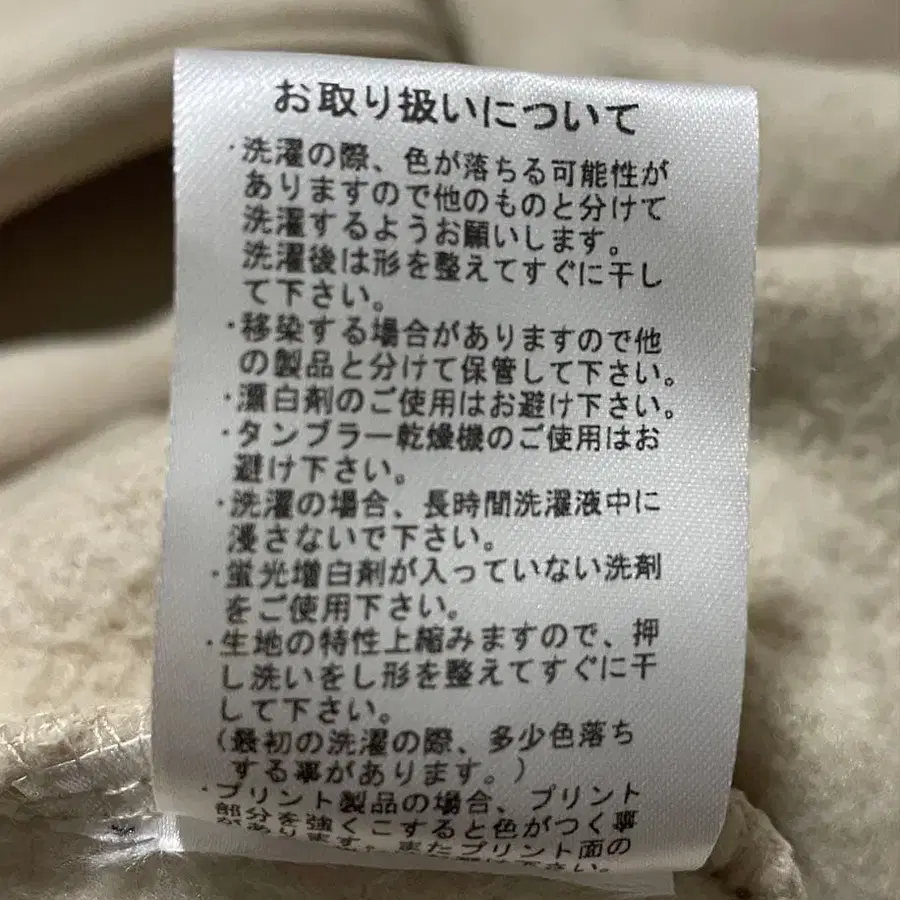 お取り扱いについて
・洗濯の際、色が落ちる可能性が
ありますので他のものと分けて
洗濯するようお願いします。
洗濯後は形を整えてすぐに干し
て下さい。
・移染する場合がありますので他
の製品と分けて保管して下さい。
・漂白剤のご使用はお避け下さい。
・タンブラー乾燥機のご使用はお
避け下さい。
・洗濯の場合、長時間洗濯液中に
浸さないで下さい。
・蛍光増白剤が入っていない洗剤
をご使用下さい。
・生地の特性上縮みますので、押
し洗いをし形を整えてすぐに干
して下さい。
(最初の洗濯の際、多少色落ち
する事があります。)
・プリント製品の場合、プリント
部分を強くこすると色がつく事
があります。またプリント面の